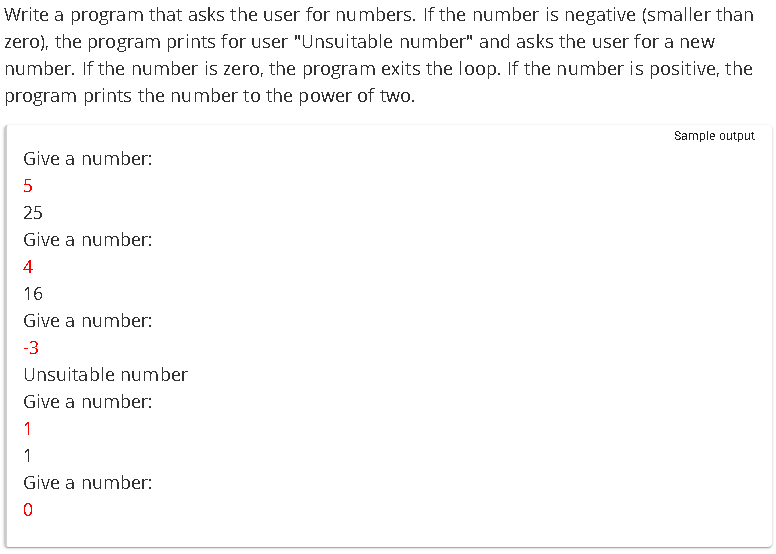 Write a program that asks the user for numbers. If the number is negative (smaller than
zero), the program prints for user "Unsuitable number" and asks the user for a new
number. If the number is zero, the program exits the loop. If the number is positive, the
program prints the number to the power of two.
Sample output
Give a number:
5
25
Give a number:
4
16
Give a number:
-3
Unsuitable number
Give a number:
1
1
Give a number:
0